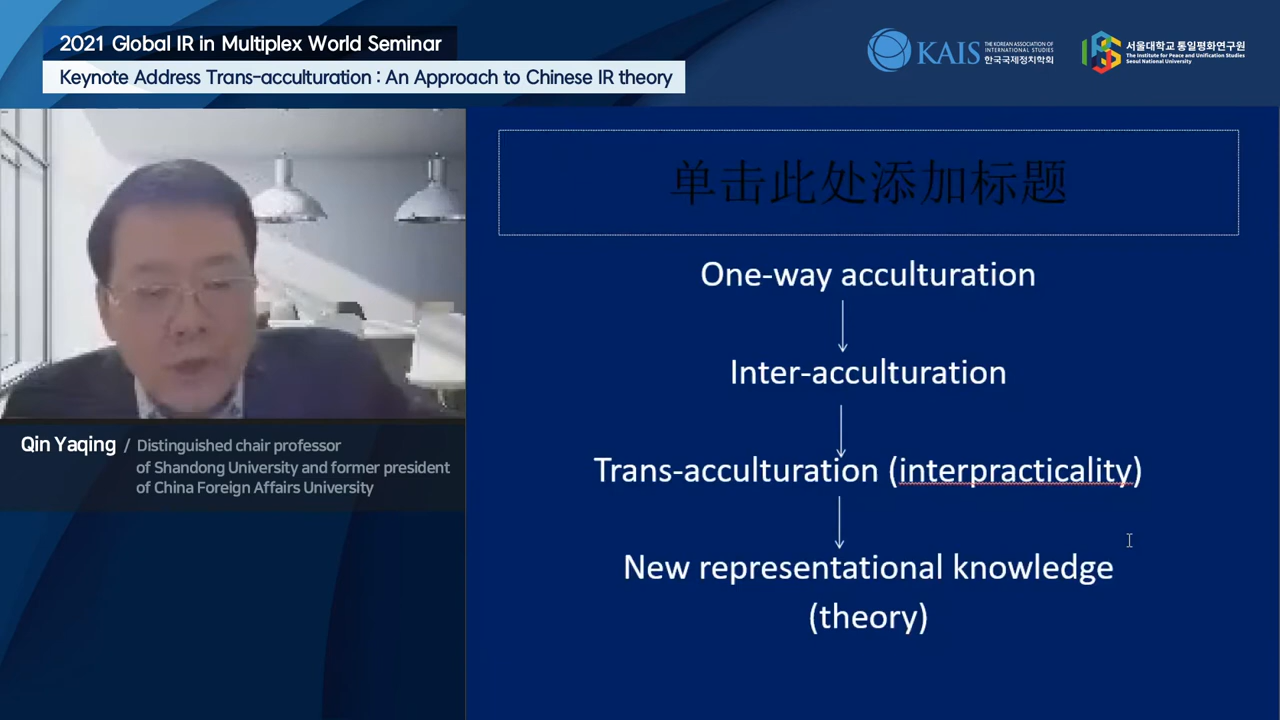 2021 Global IR in Multiplex World Seminar
Keynote Address Trans-acculturation : An Approach to Chinese IR theory
KAIS
THE KOREAN ASSOCIATION OF
INTERNATIONAL STUDIES
한국국제정치학회
서울대학교 통일평화연구원
The Institute for Peace and Unification Studies
Seoul National University
单击此处添加标题
One-way acculturation
Inter-acculturation
Trans-acculturation (interpracticality)
New representational knowledge
(theory)
Qin Yaqing / Distinguished chair professor
of Shandong University and former president
of China Foreign Affairs University